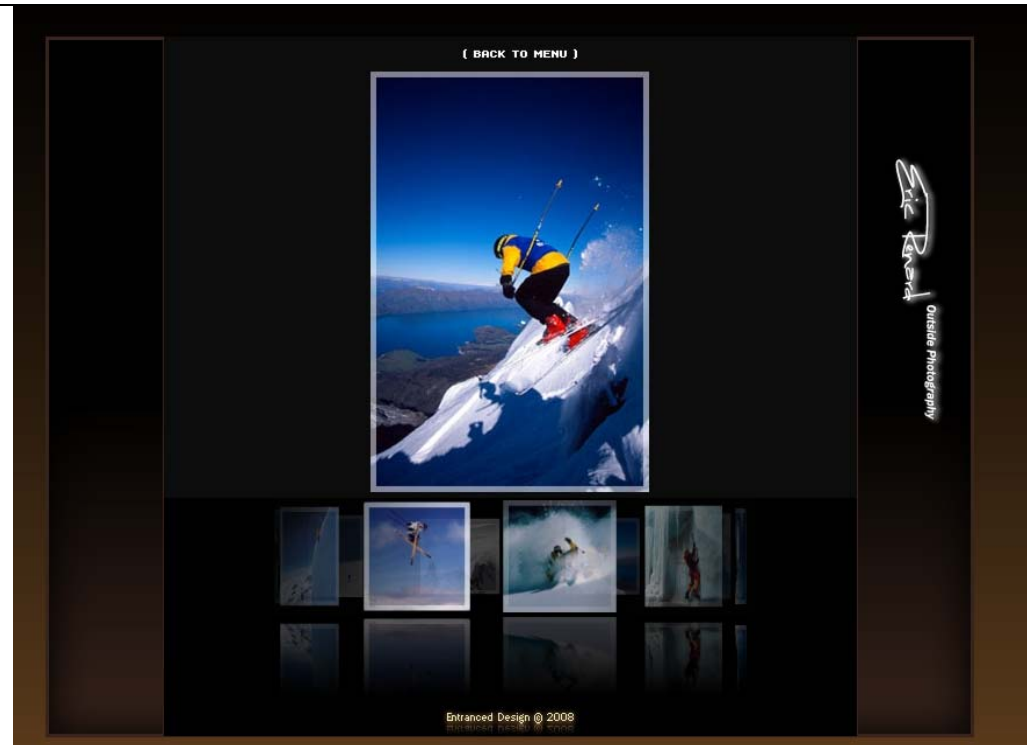 ( BACK TO MENU )
Eric Renard
Outside Photography
Entranced Design @ 2008